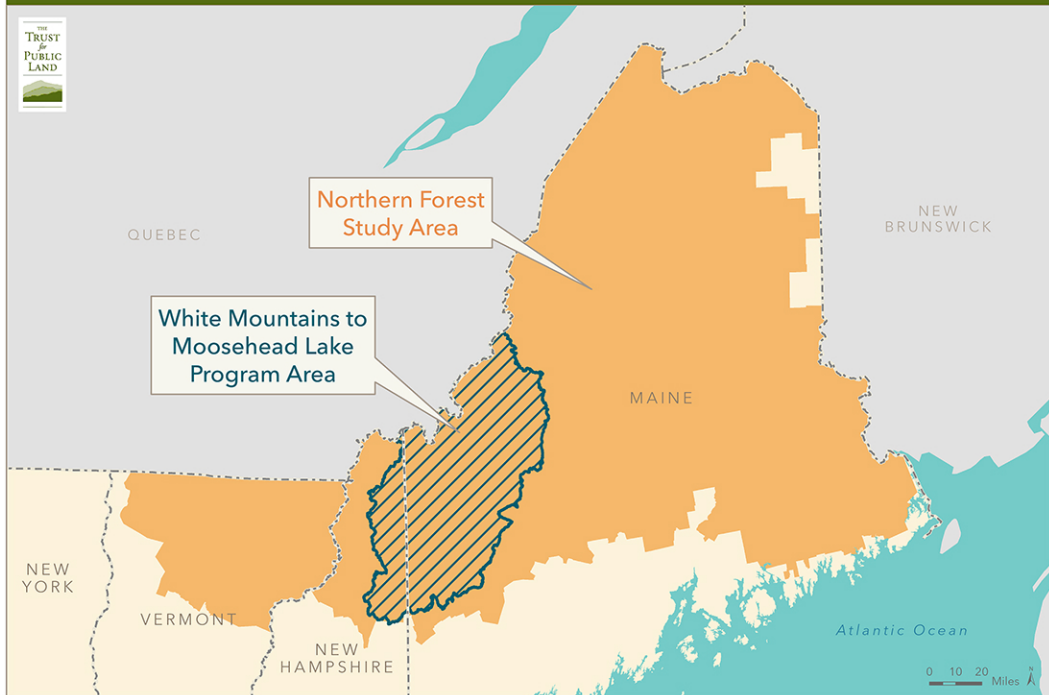 THE
TRUST
for
PUBLIC
LAND
Northern Forest
Study Area
QUEBEC
NEW
BRUNSWICK
White Mountains to
Moosehead Lake
Program Area
MAINE
NEW
YORK
VERMONT
NEW
HAMPSHIRE
Atlantic Ocean
0 10 20
Miles
N